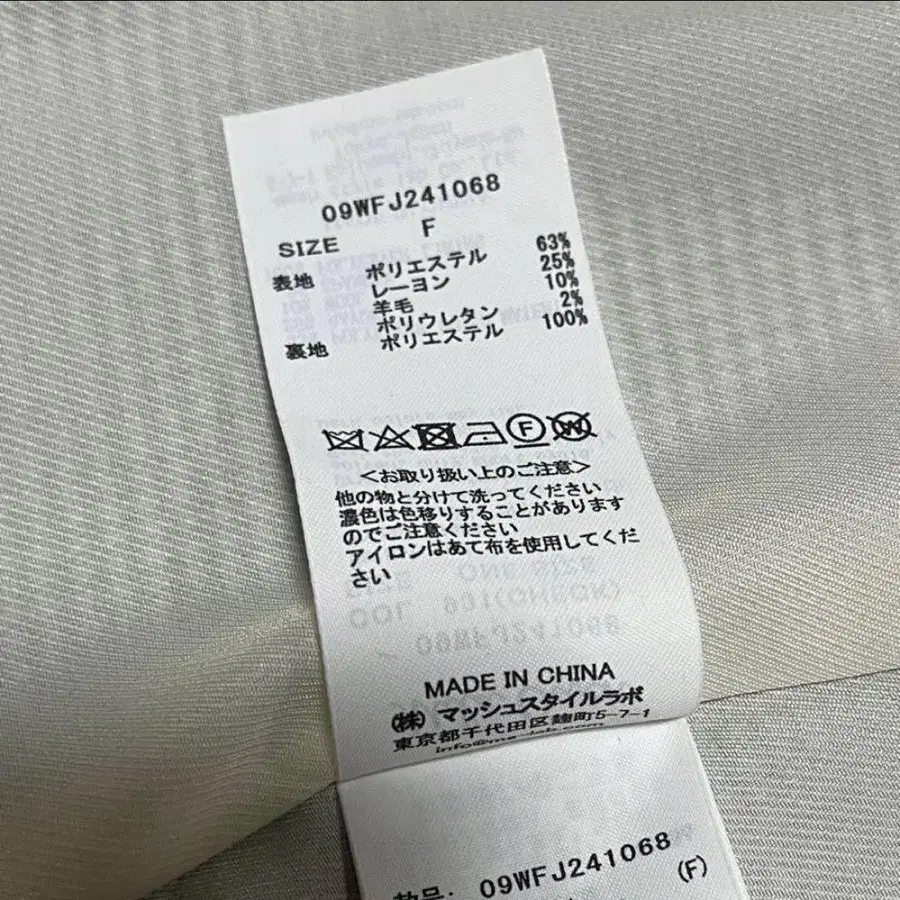 09WFJ241068
SIZE F
表地 ポリエステル 63%
レーヨン 25%
羊毛 10%
ポリウレタン 2%
裏地 ポリエステル 100%
F W
<お取り扱い上のご注意>
他の物と分けて洗ってください
濃色は色移りすることがあります
のでご注意ください
アイロンはあて布を使用してくだ
さい
MADE IN CHINA
(株) マッシュスタイルラボ
東京都千代田区麹町5-7-1
info@ms-lab.com
09WFJ241068
(F)